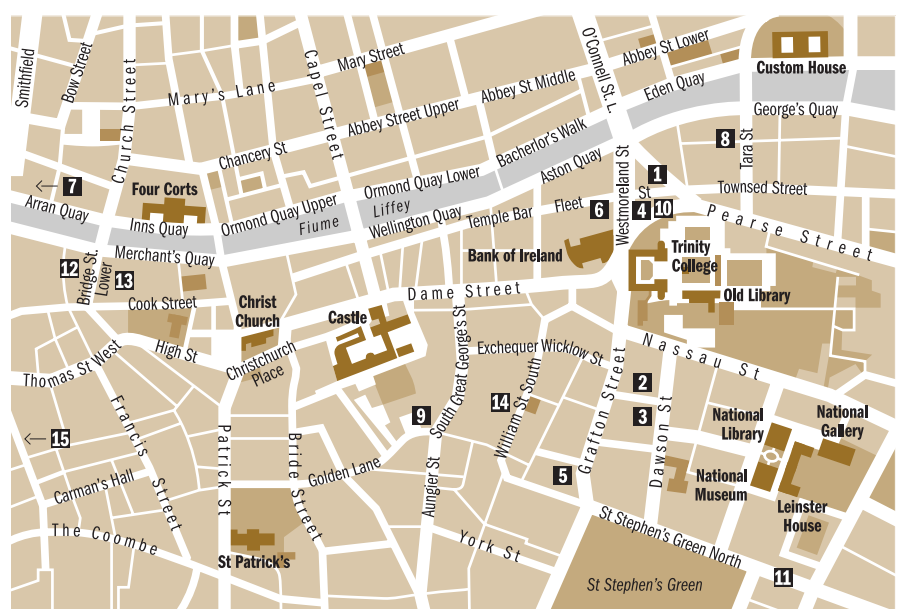 Smithfield
Bow Street
Church Street
Mary's Lane
Capel Street
Mary Street
Abbey Street Upper
Abbey St Middle
Abbey St Lower
O'Connell St. L.
Eden Quay
Custom House
George's Quay
Chancery St
Bacherlor's Walk
Aston Quay
8
Tara St
7
Four Corts
Arran Quay
Inns Quay
Ormond Quay Upper
Ormond Quay Lower
Fiume
Liffey
Wellington Quay
Temple Bar
Fleet
St
6
Westmoreland St
1
4
10
Townsed Street
Pearse Street
Merchant's Quay
12
Bridge St.
Lower
13
Cook Street
Bank of Ireland
Trinity
College
Old Library
Dame Street
Christ
Church
Castle
High St
Christchurch
Place
Thomas St West
South Great George's St
Exchequer
Wicklow St
Nassau St
Francis Street
Patrick St
Bride Street
9
14
William St South
Grafton Street
2
3
Dawson St
National
Library
National
Gallery
15
Golden Lane
Aungier St
5
National
Museum
Leinster
House
Carman's Hall
The Coombe
St Patrick's
York St
St Stephen's Green North
St Stephen's Green
11